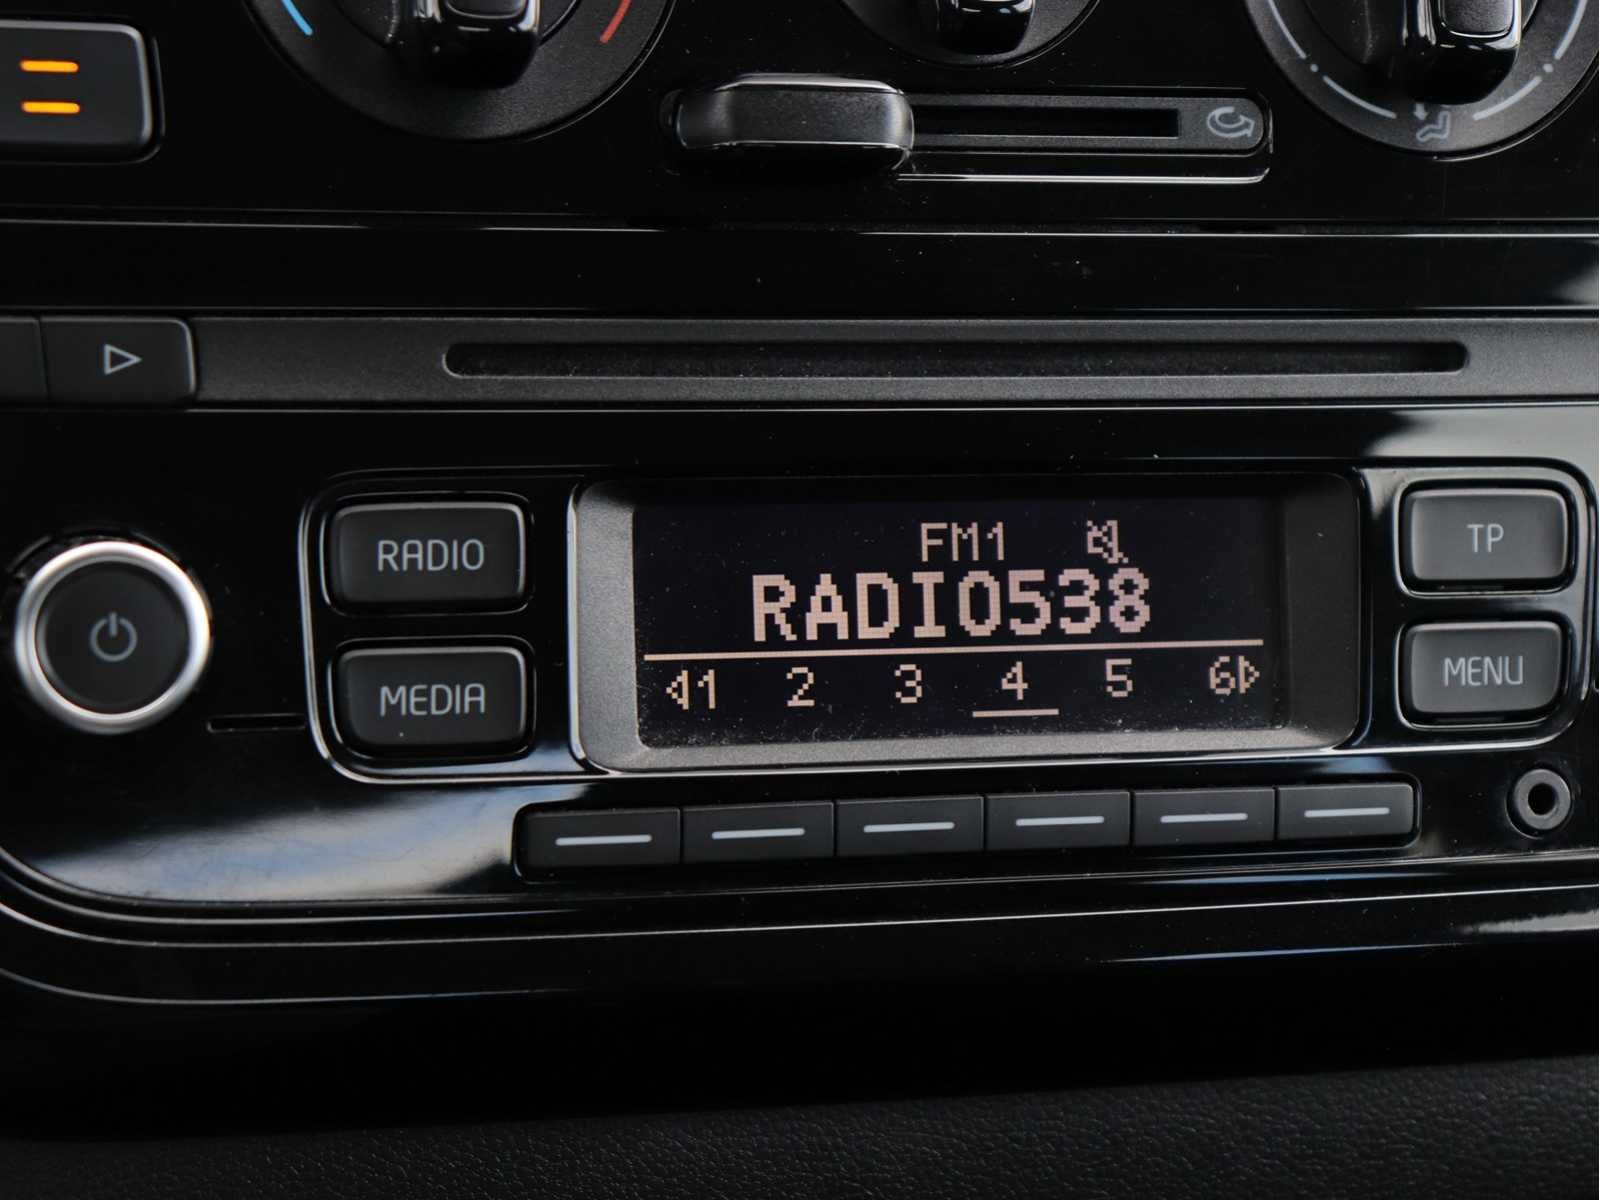 RADIO
FM1
TP
RADIO538
MEDIA
1 2 3 4 5 6
MENU